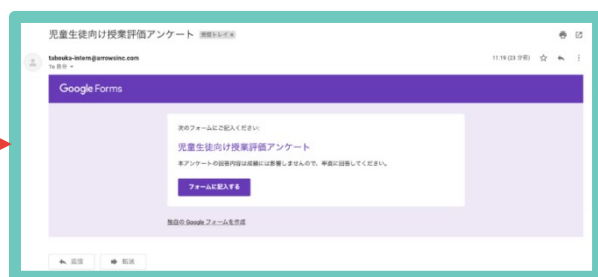 児童生徒向け授業評価アンケート 受信トレイ×
tabouka-intern@arrowsinc.com
11:19 (23 分前)
To 自分
Google Forms
次のフォームにご記入ください:
児童生徒向け授業評価アンケート
本アンケートの回答内容は成績には影響しませんので、率直に回答してください。
フォームに記入する
独自の Google フォームを作成
返信 転送